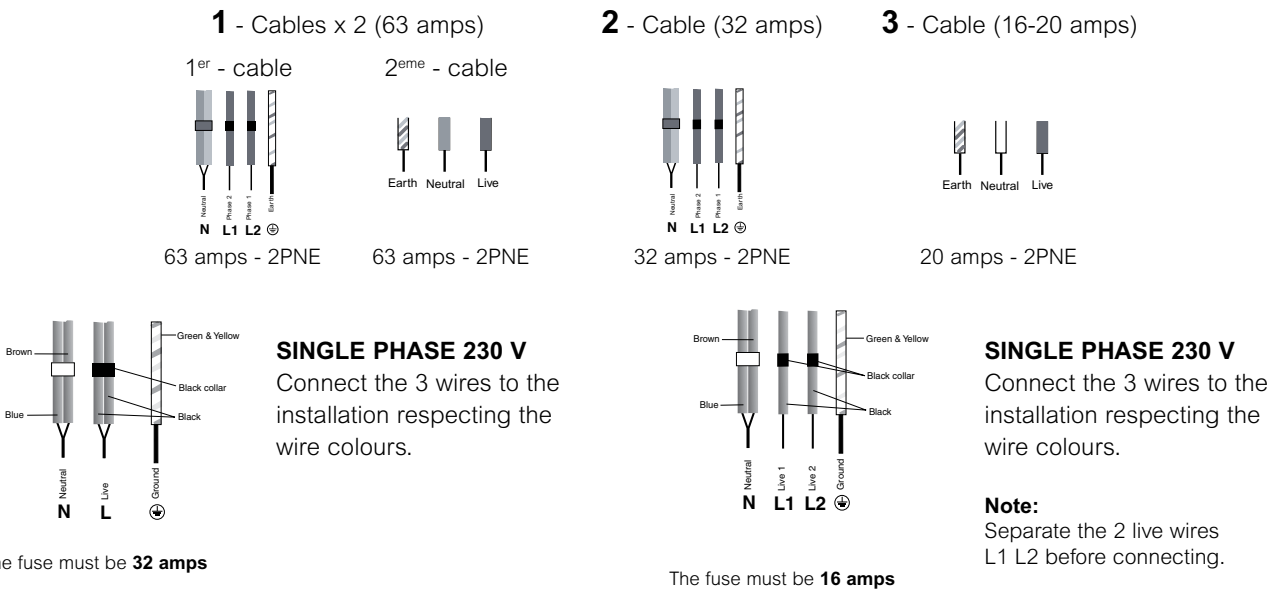 1 - Cables x 2 (63 amps)
2 - Cable (32 amps)
3 - Cable (16-20 amps)
1er - cable
2eme - cable
Neutral
Phase 2
Phase 1
Earth
N L1 L2
63 amps - 2PNE
Earth Neutral Live
63 amps - 2PNE
Neutral
Phase 2
Phase 1
Earth
N L1 L2
32 amps - 2PNE
Earth Neutral Live
20 amps - 2PNE
Brown
Blue
Green & Yellow
Black collar
Black
Neutral
Live
Ground
N L
he fuse must be 32 amps
SINGLE PHASE 230 V
Connect the 3 wires to the
installation respecting the
wire colours.
Brown
Blue
Green & Yellow
Black collar
Black
Neutral
Live 1
Live 2
Ground
N L1 L2
The fuse must be 16 amps
SINGLE PHASE 230 V
Connect the 3 wires to the
installation respecting the
wire colours.
Note:
Separate the 2 live wires
L1 L2 before connecting.